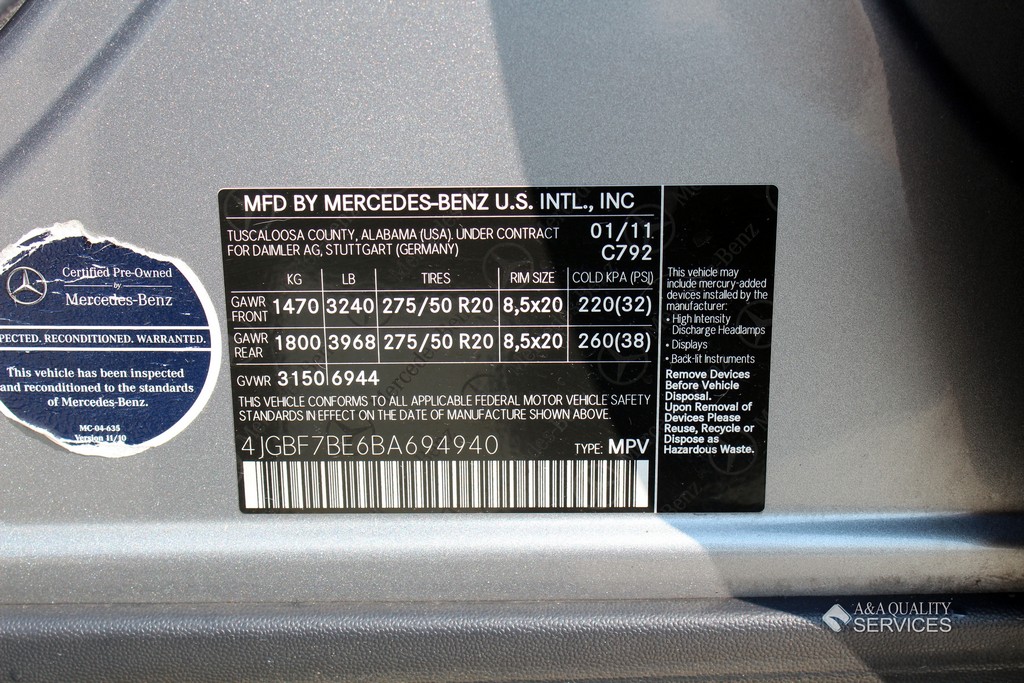 MFD BY MERCEDES-BENZ U.S. INTL., INC
TUSCALOOSA COUNTY, ALABAMA (USA). UNDER CONTRACT 01/11
FOR DAIMLER AG, STUTTGART (GERMANY) C792
KG LB TIRES RIM SIZE COLD KPA (PSI)
GAWR FRONT 1470 3240 275/50 R20 8,5x20 220(32)
GAWR REAR 1800 3968 275/50 R20 8,5x20 260(38)
GVWR 3150 6944
THIS VEHICLE CONFORMS TO ALL APPLICABLE FEDERAL MOTOR VEHICLE SAFETY
STANDARDS IN EFFECT ON THE DATE OF MANUFACTURE SHOWN ABOVE.
4JGBF7BE6BA694940 TYPE: MPV
This vehicle may
include mercury-added
devices installed by the
manufacturer:
• High Intensity
Discharge Headlamps
• Displays
• Back-lit Instruments
Remove Devices
Before Vehicle
Disposal.
Upon Removal of
Devices Please
Reuse, Recycle or
Dispose as
Hazardous Waste.
Certified Pre-Owned
by
Mercedes-Benz
PECTED. RECONDITIONED. WARRANTED.
This vehicle has been inspected
and reconditioned to the standards
of Mercedes-Benz.
MC-04-635
Version 11/10
A&A QUALITY
SERVICES